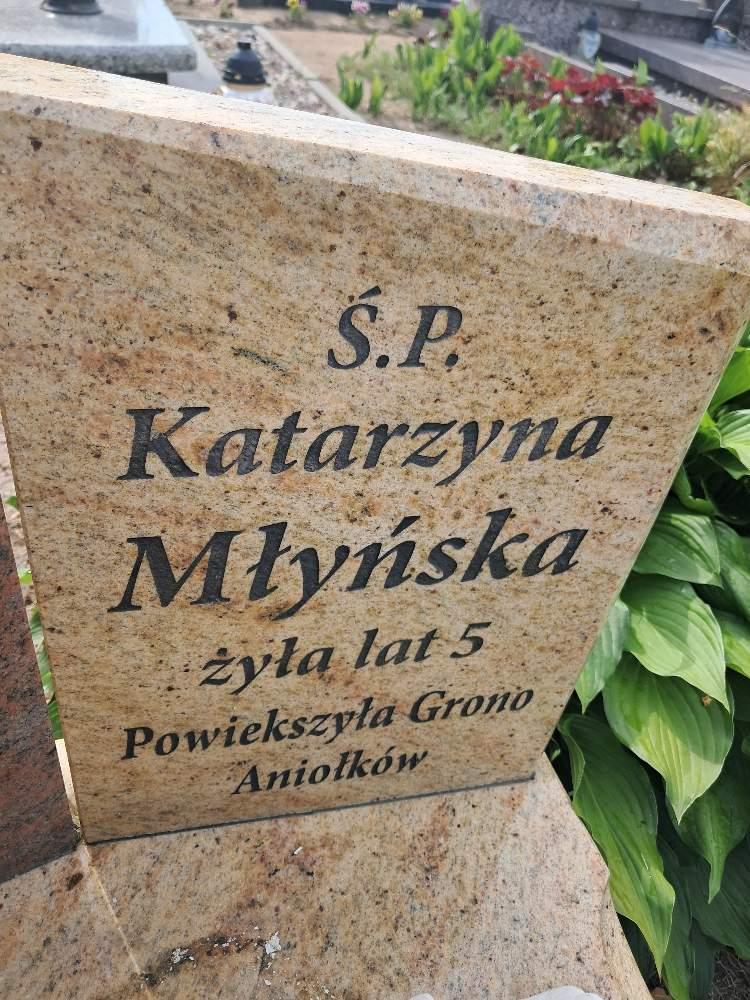 Ś.P.
Katarzyna
Młyńska
żyła lat 5
Powiekszyła Grono
Aniołków